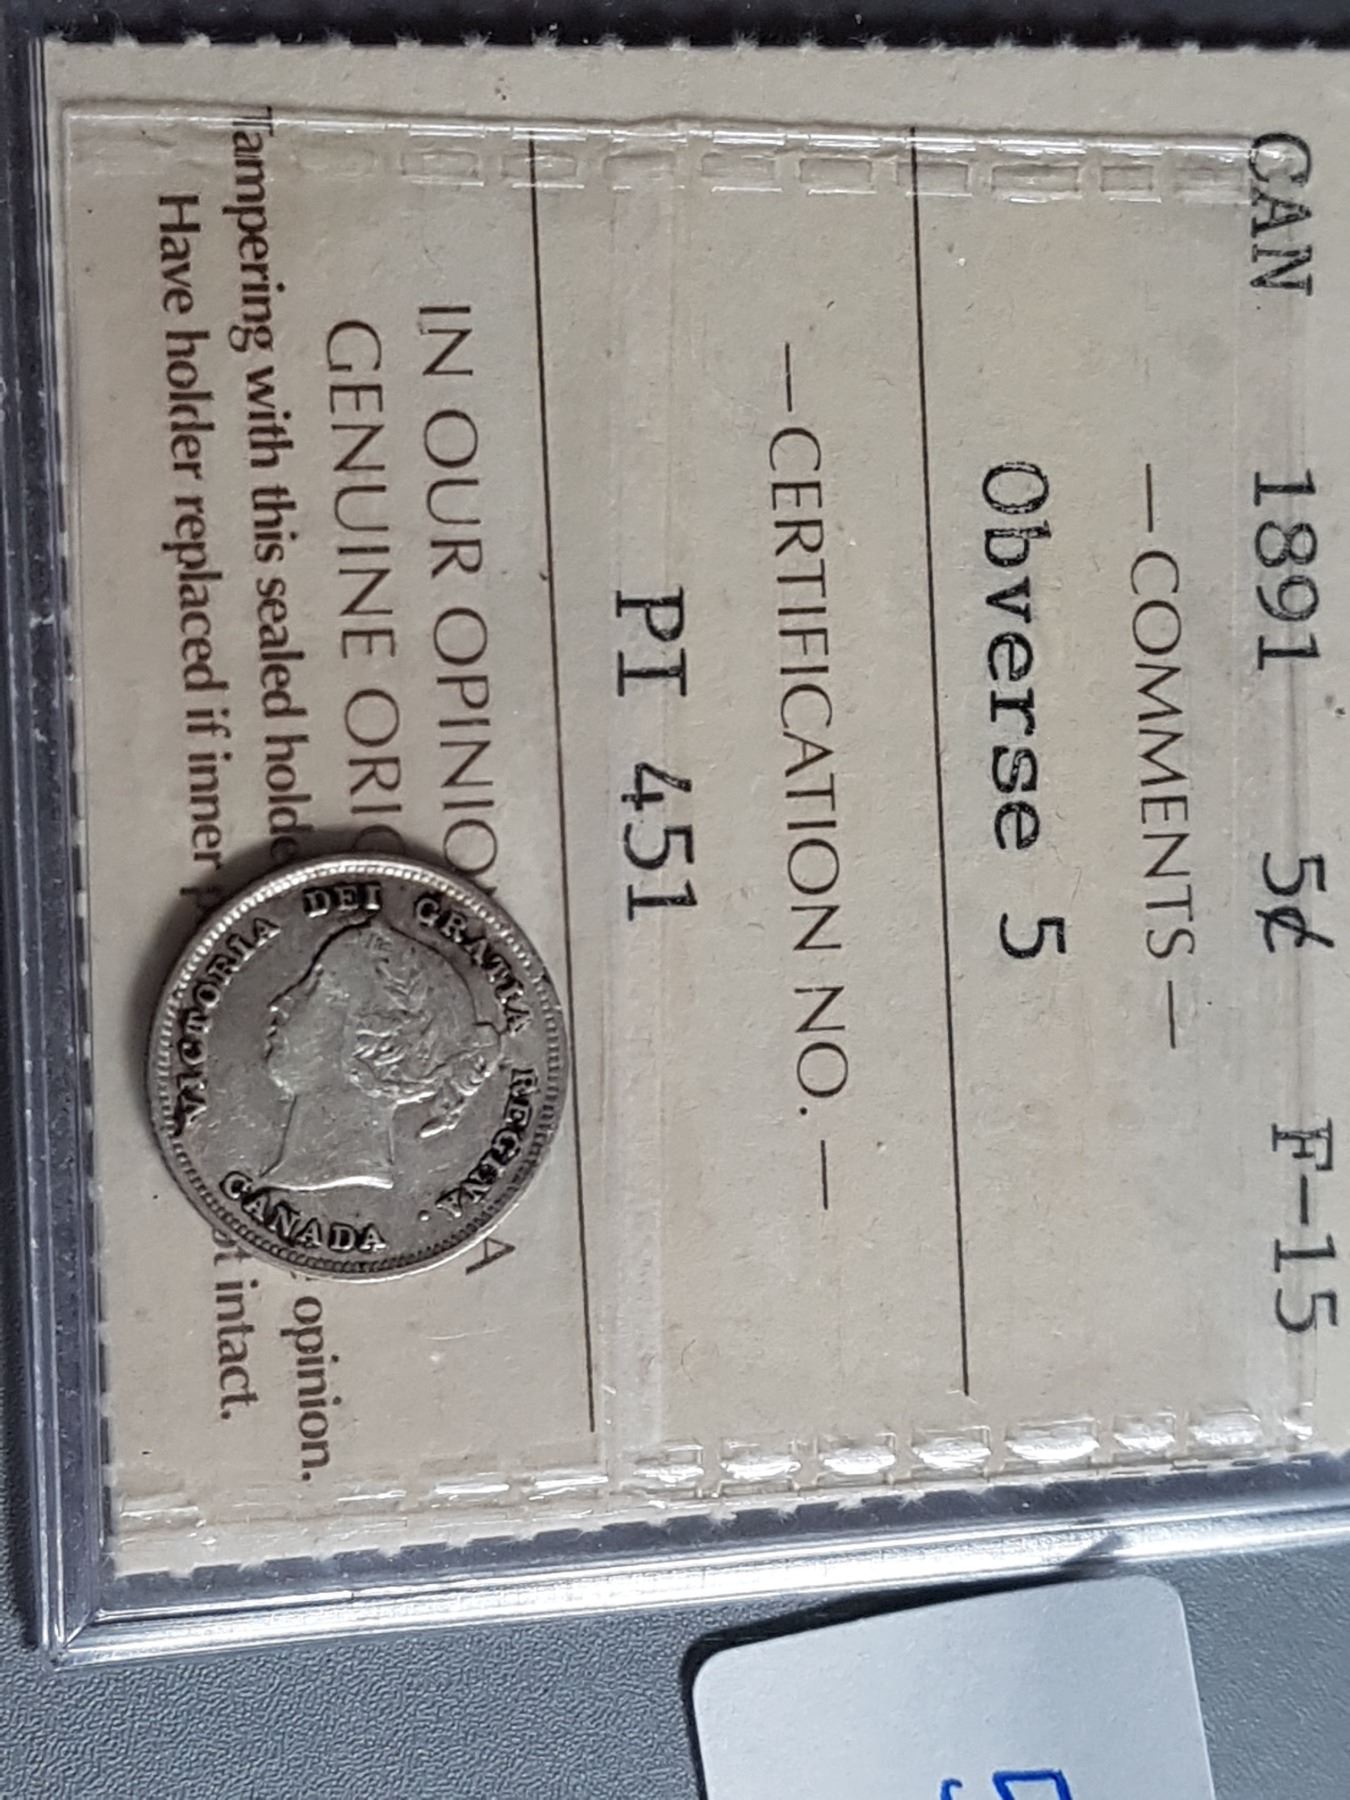 CAN 1891 5¢ F-15
—COMMENTS—
Obverse 5
—CERTIFICATION NO.—
PI 451
IN OUR OPINIO A
GENUINE ORI
Tampering with this sealed holde opinion.
Have holder replaced if inner intact.
VICTORIA DEI GRATIA REGINA.
CANADA